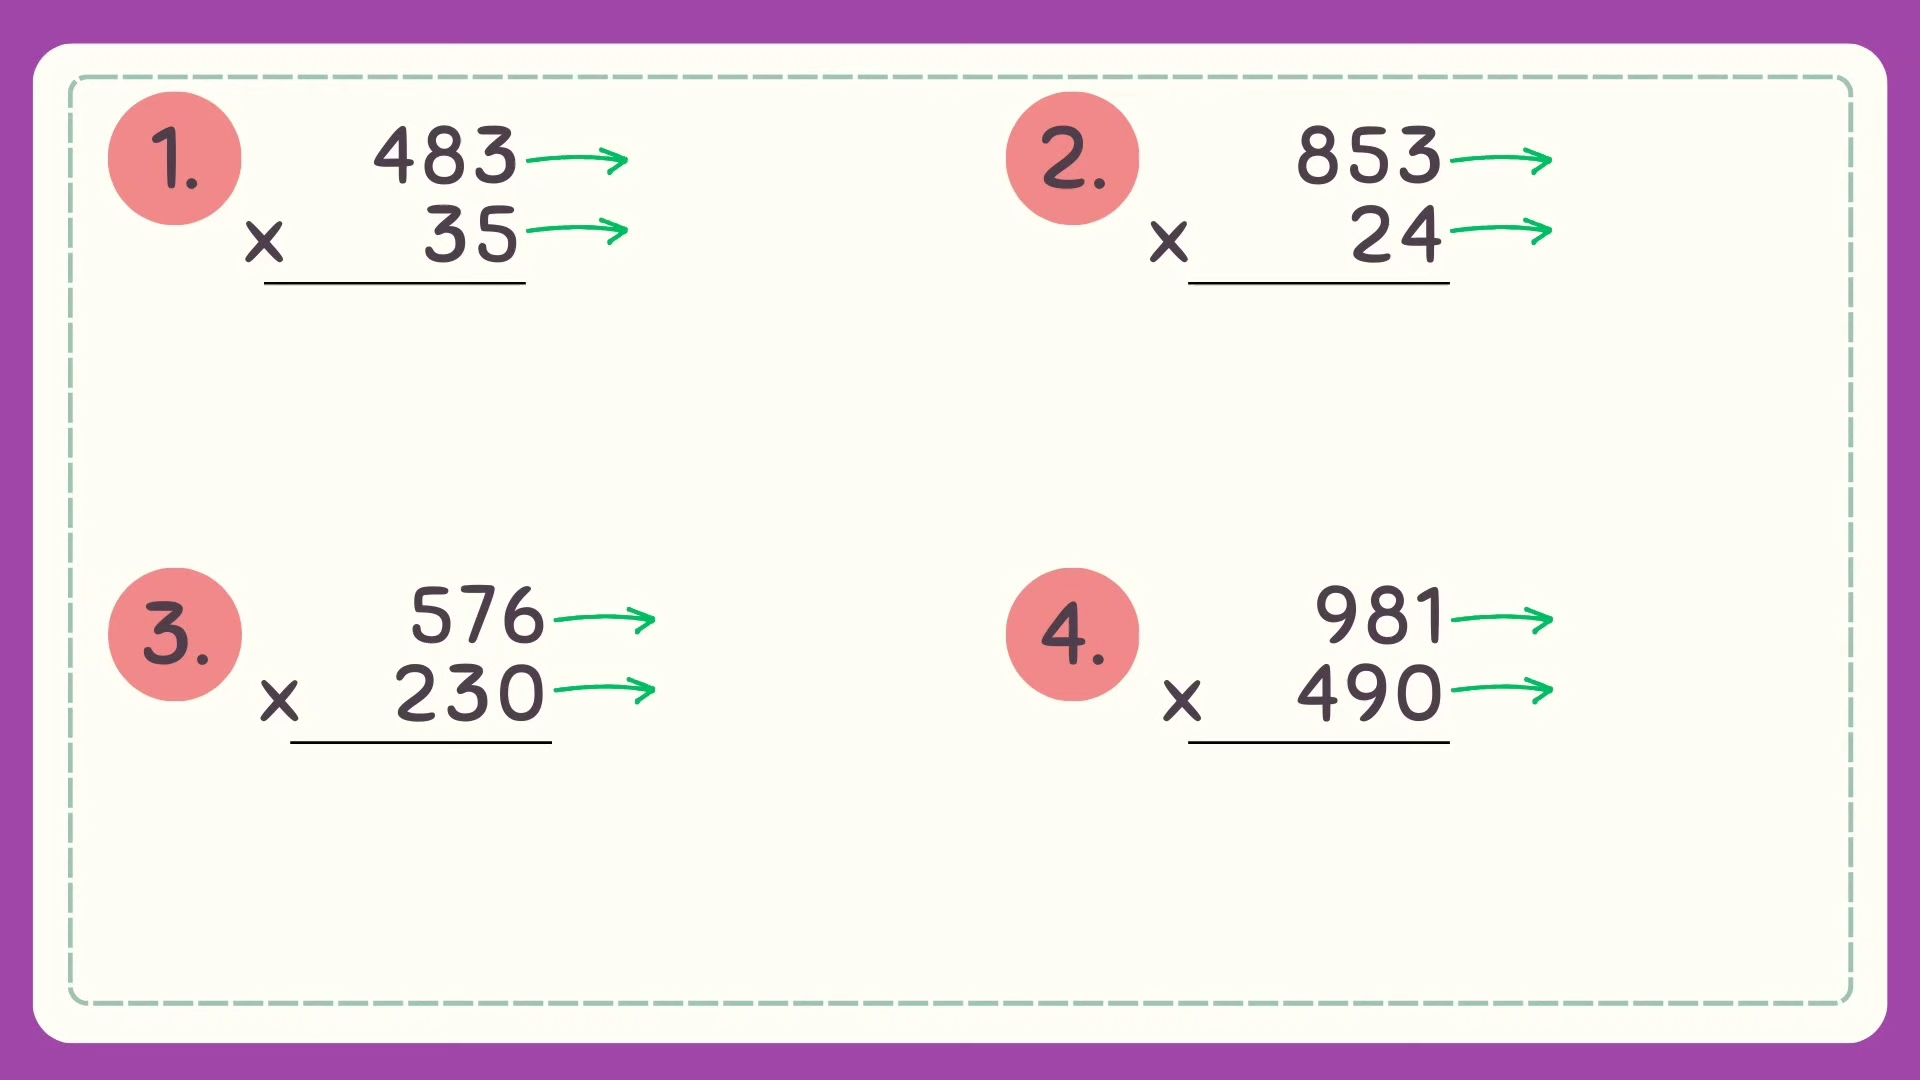 1. 483
x 35
2. 853
x 24
3. 576
x 230
4. 981
x 490